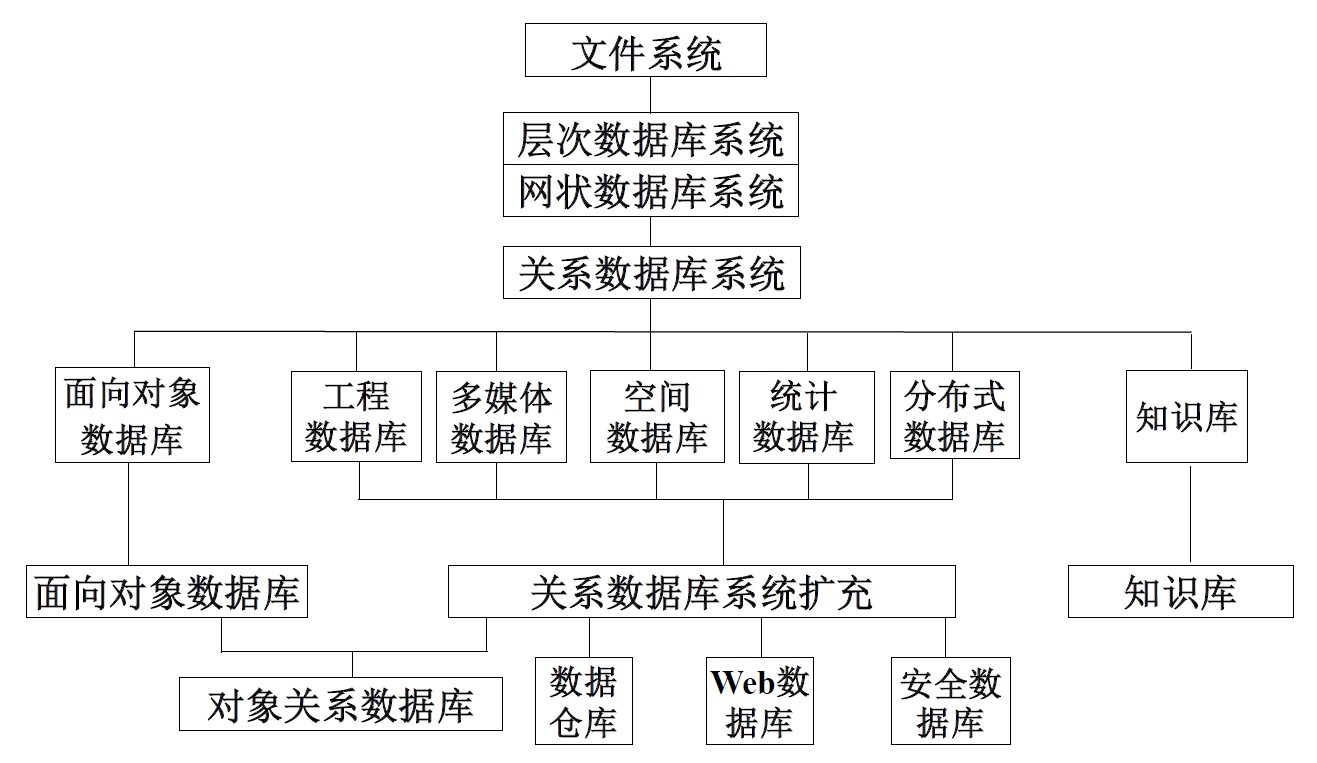 文件系统
层次数据库系统
网状数据库系统
关系数据库系统
面向对象
数据库
工程
数据库
多媒体
数据库
空间
数据库
统计
数据库
分布式
数据库
知识库
面向对象数据库
关系数据库系统扩充
知识库
对象关系数据库
数据
仓库
Web数
据库
安全数
据库